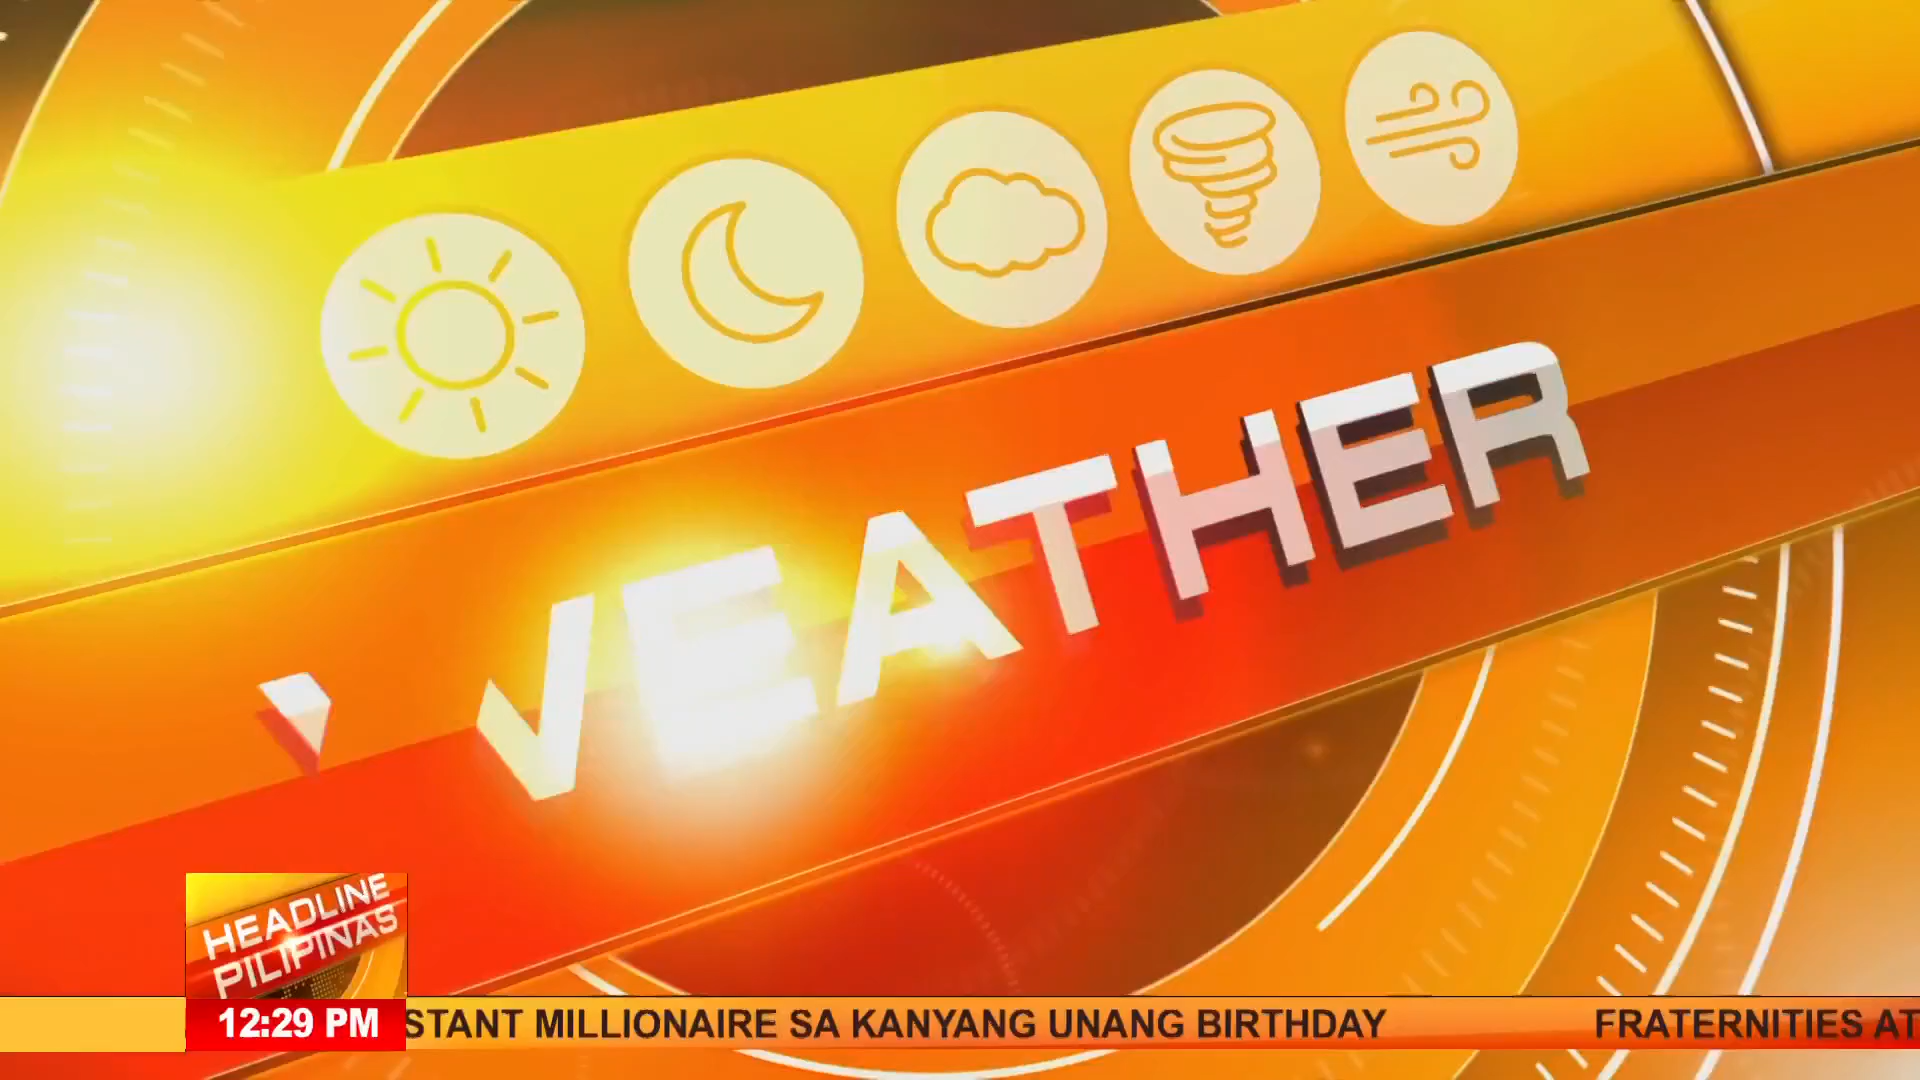 WEATHER
HEADLINE
PILIPINAS
12:29 PM
STANT MILLIONAIRE SA KANYANG UNANG BIRTHDAY FRATERNITIES AT